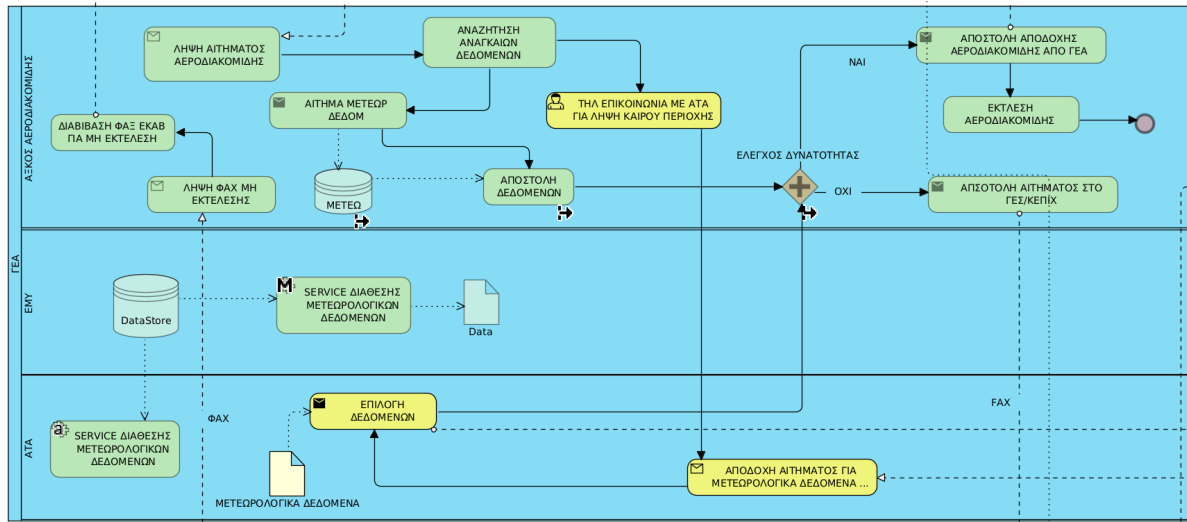 ΓΕΑ
ΑΞΚΟΣ ΑΕΡΟΔΙΑΚΟΜΙΔΗΣ
ΛΗΨΗ ΑΙΤΗΜΑΤΟΣ
ΑΕΡΟΔΙΑΚΟΜΙΔΗΣ
ΑΝΑΖΗΤΗΣΗ
ΑΝΑΓΚΑΙΩΝ
ΔΕΔΟΜΕΝΩΝ
ΑΠΟΣΤΟΛΗ ΑΠΟΔΟΧΗΣ
ΑΕΡΟΔΙΑΚΟΜΙΔΗΣ ΑΠΟ ΓΕΑ
ΝΑΙ
ΑΙΤΗΜΑ ΜΕΤΕΩΡ
ΔΕΔΟΜ
ΤΗΛ ΕΠΙΚΟΙΝΩΝΙΑ ΜΕ ΑΤΑ
ΓΙΑ ΛΗΨΗ ΚΑΙΡΟΥ ΠΕΡΙΟΧΗΣ
ΕΚΤΛΕΣΗ
ΑΕΡΟΔΙΑΚΟΜΙΔΗΣ
ΔΙΑΒΙΒΑΣΗ ΦΑΞ ΕΚΑΒ
ΓΙΑ ΜΗ ΕΚΤΕΛΕΣΗ
ΕΛΕΓΧΟΣ ΔΥΝΑΤΟΤΗΤΑΣ
ΛΗΨΗ ΦΑΧ ΜΗ
ΕΚΤΕΛΕΣΗΣ
ΜΕΤΕΩ
ΑΠΟΣΤΟΛΗ
ΔΕΔΟΜΕΝΩΝ
ΟΧΙ
ΑΠΣΟΤΟΛΗ ΑΙΤΗΜΑΤΟΣ ΣΤΟ
ΓΕΣ/ΚΕΠΙΧ
ΕΜΥ
DataStore
SERVICE ΔΙΑΘΕΣΗΣ
ΜΕΤΕΩΡΟΛΟΓΙΚΩΝ
ΔΕΔΟΜΕΝΩΝ
Data
ΑΤΑ
SERVICE ΔΙΑΘΕΣΗΣ
ΜΕΤΕΩΡΟΛΟΓΙΚΩΝ
ΔΕΔΟΜΕΝΩΝ
ΦΑΧ
ΕΠΙΛΟΓΗ
ΔΕΔΟΜΕΝΩΝ
FAX
ΜΕΤΕΩΡΟΛΟΓΙΚΑ ΔΕΔΟΜΕΝΑ
ΑΠΟΔΟΧΗ ΑΙΤΗΜΑΤΟΣ ΓΙΑ
ΜΕΤΕΩΡΟΛΟΓΙΚΑ ΔΕΔΟΜΕΝΑ ...